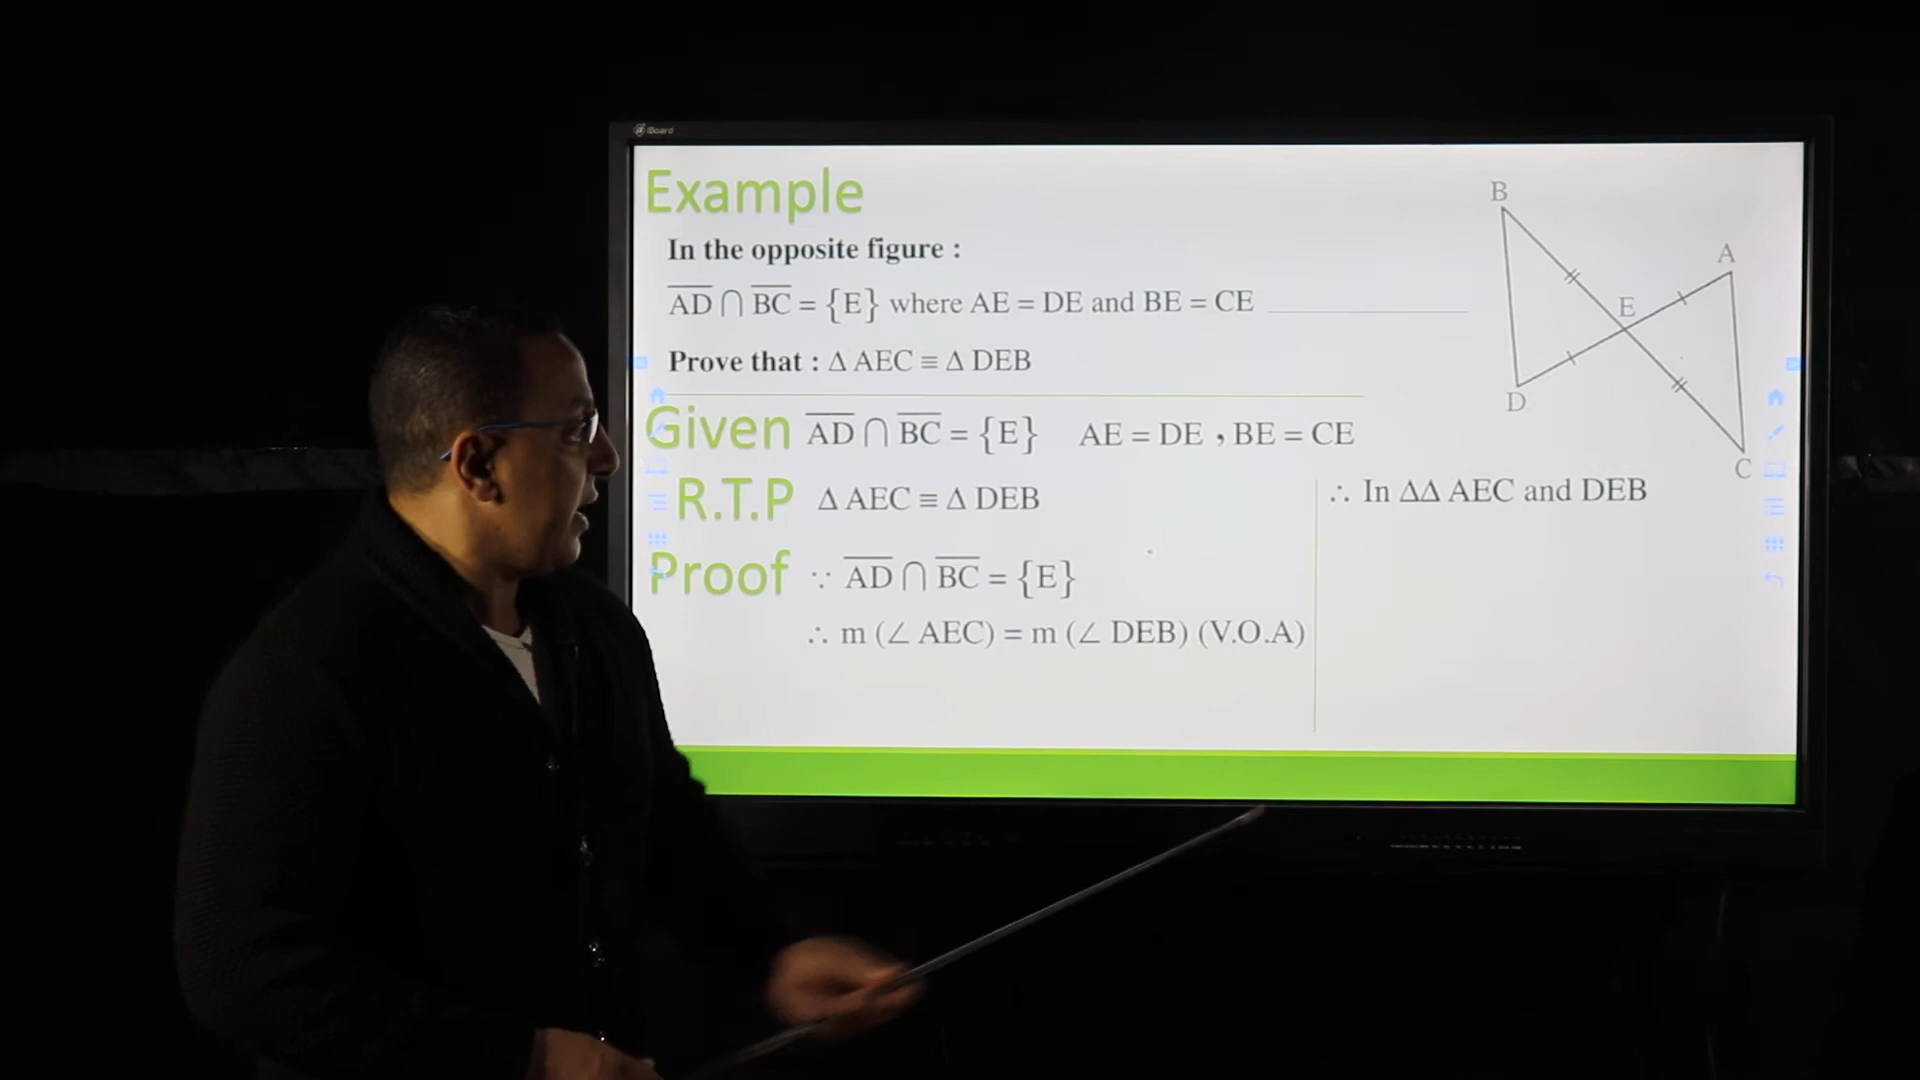 iBoard
Example
In the opposite figure :
AD ∩ BC = {E} where AE = DE and BE = CE
Prove that : Δ AEC ≡ Δ DEB
B
A
E
D
C
Given AD ∩ BC = {E} AE = DE , BE = CE
R.T.P Δ AEC ≡ Δ DEB
Proof ∵ AD ∩ BC = {E}
∴ m (∠ AEC) = m (∠ DEB) (V.O.A)
∴ In ΔΔ AEC and DEB